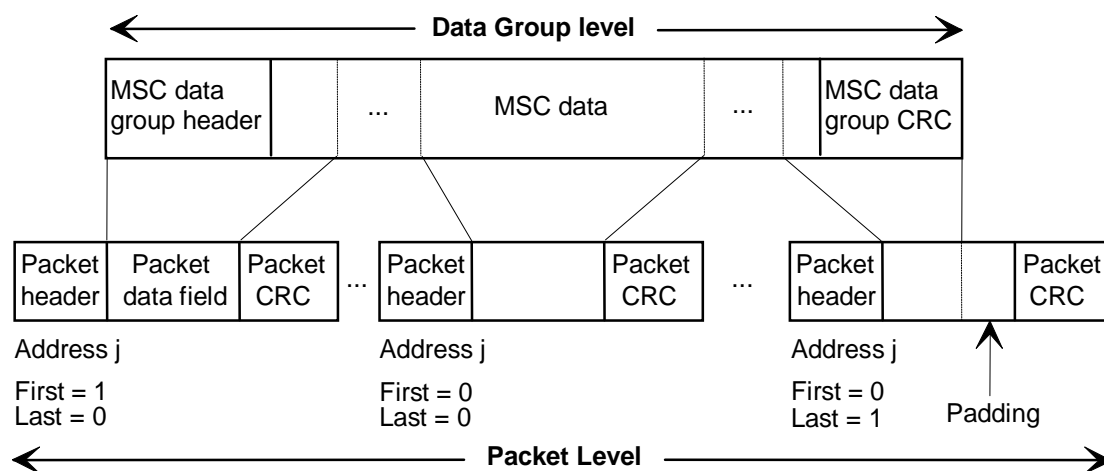 Data Group level
MSC data
group header
...
MSC data
...
MSC data
group CRC
Packet
header
Packet
data field
Packet
CRC
...
Packet
header
Packet
CRC
...
Packet
header
Packet
CRC
Address j
First = 1
Last = 0
Address j
First = 0
Last = 0
Address j
First = 0
Last = 1
Padding
Packet Level